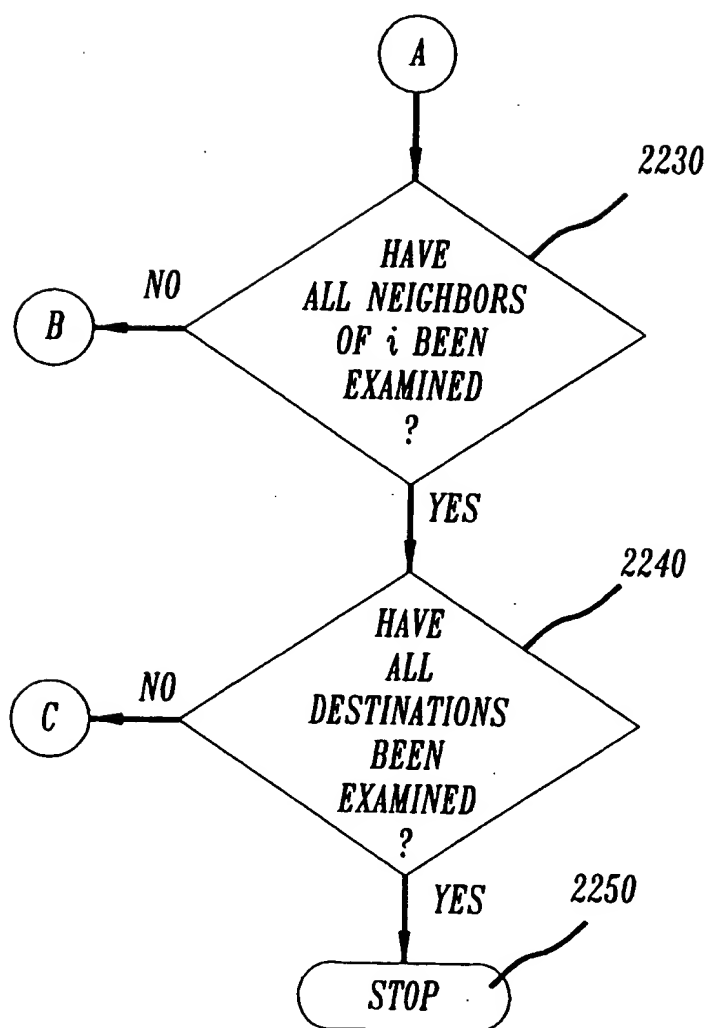 A
2230
HAVE
ALL NEIGHBORS
OF i BEEN
EXAMINED
?
NO
B
YES
2240
HAVE
ALL
DESTINATIONS
BEEN
EXAMINED
?
NO
C
YES
2250
STOP